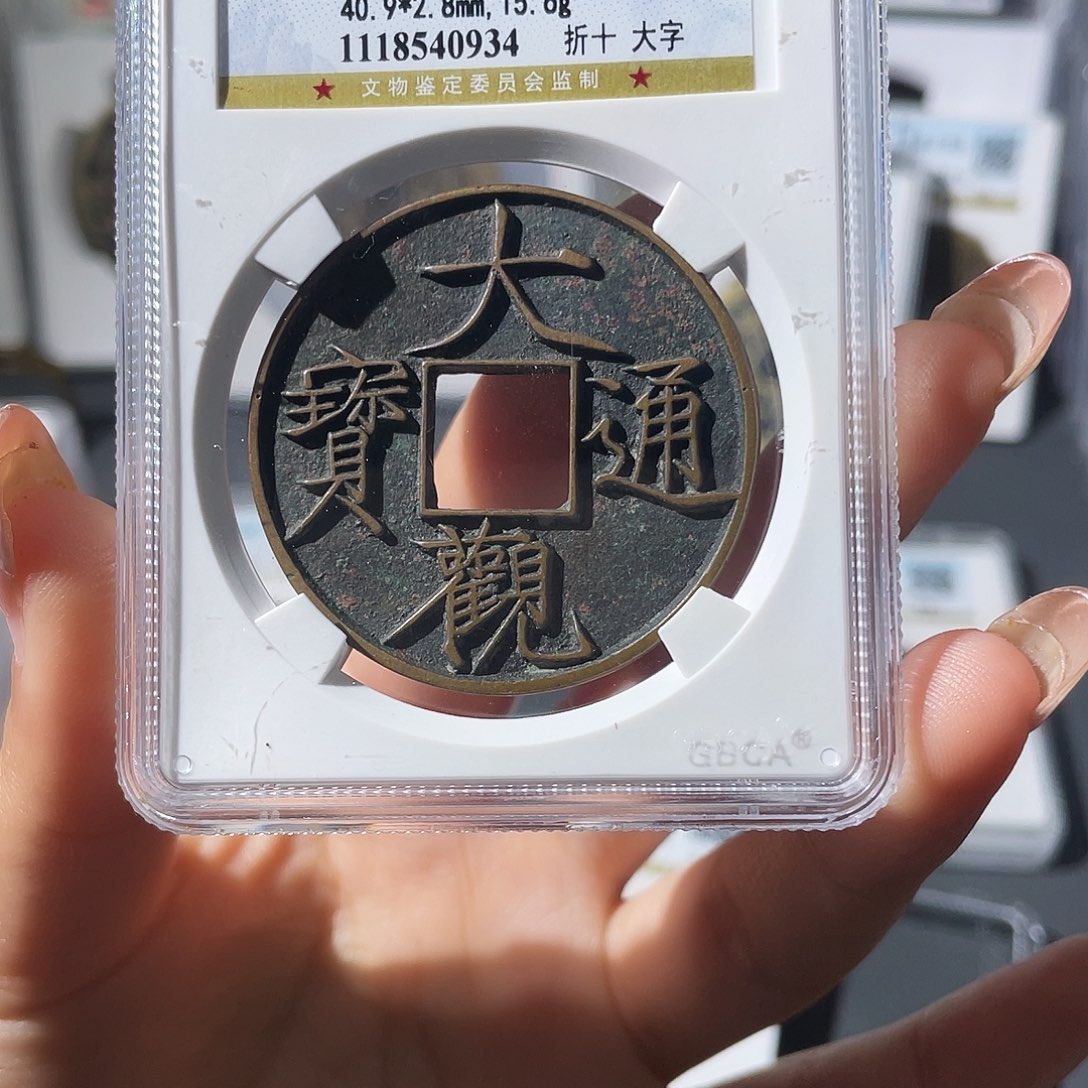 40.9*2.8mm, 15.6g
1118540934 折十 大字
★ 文物鉴定委员会监制 ★
大觀通寶
GBCA®